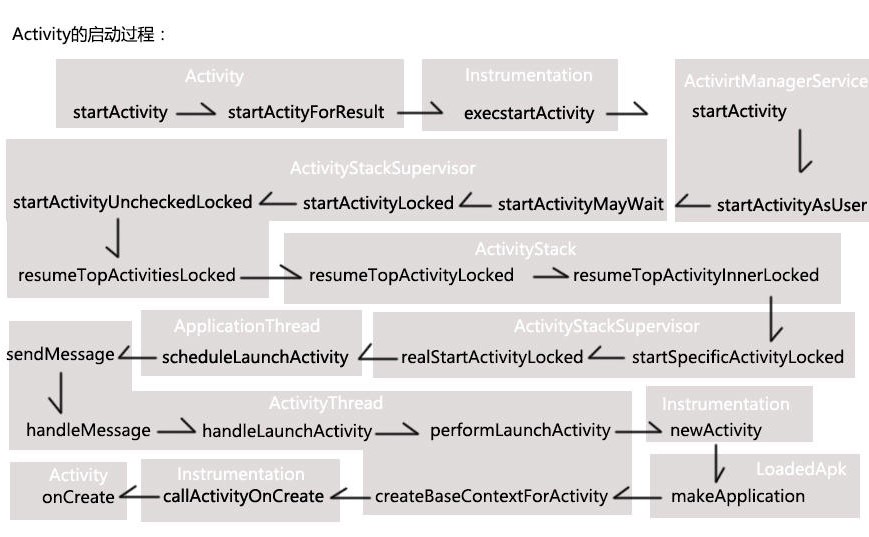 Activity的启动过程：
Activity Instrumentation ActivirtManagerService
startActivity startActityForResult execstartActivity startActivity
ActivityStackSupervisor
startActivityUncheckedLocked startActivityLocked startActivityMayWait startActivityAsUser
ActivityStack
resumeTopActivitiesLocked resumeTopActivityLocked resumeTopActivityInnerLocked
ApplicationThread ActivityStackSupervisor
sendMessage scheduleLaunchActivity realStartActivityLocked startSpecificActivityLocked
ActivityThread Instrumentation
handleMessage handleLaunchActivity performLaunchActivity newActivity
Activity Instrumentation LoadedApk
onCreate callActivityOnCreate createBaseContextForActivity makeApplication